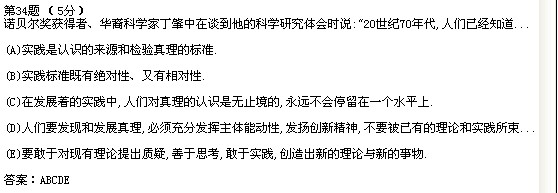 第34题 (5分)
诺贝尔奖获得者、华裔科学家丁肇中在谈到他的科学研究体会时说:“20世纪70年代,人们已经知道...
(A)实践是认识的来源和检验真理的标准.
(B)实践标准既有绝对性、又有相对性.
(C)在发展着的实践中,人们对真理的认识是无止境的,永远不会停留在一个水平上.
(D)人们要发现和发展真理,必须充分发挥主体能动性,发扬创新精神,不要被已有的理论和实践所束...
(E)要敢于对现有理论提出质疑,善于思考,敢于实践,创造出新的理论与新的事物.
答案:ABCDE